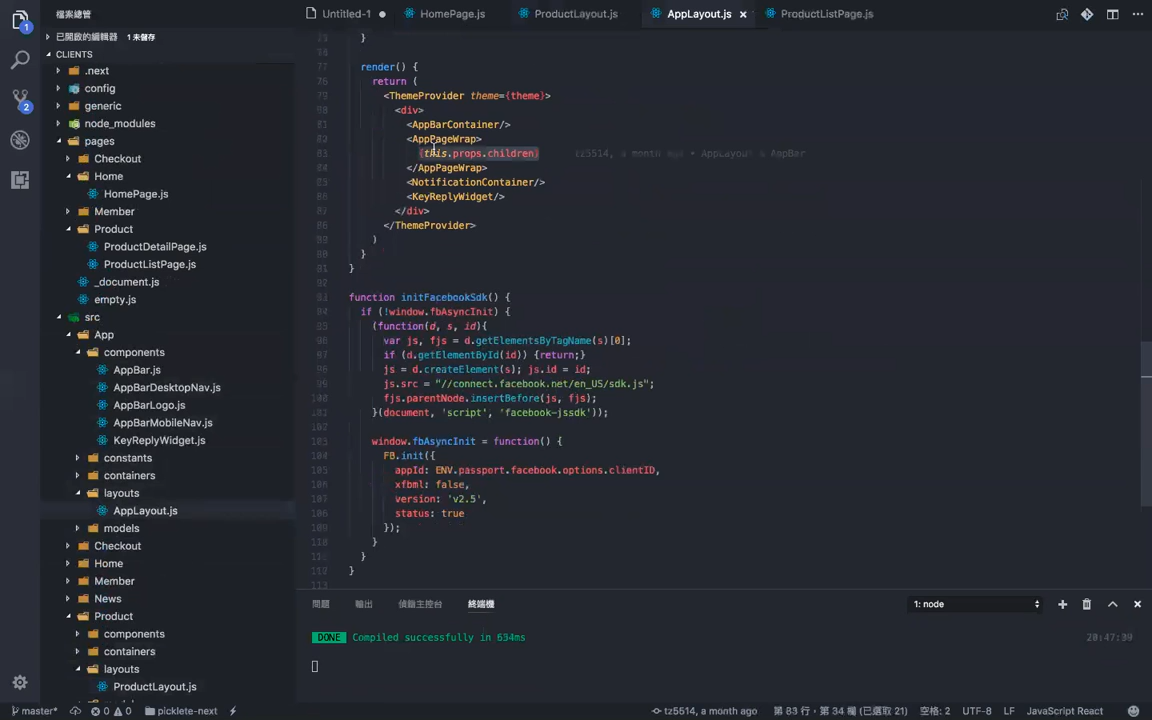 檔案總管
Untitled-1
HomePage.js
ProductLayout.js
AppLayout.js
ProductListPage.js
1
已開啟的編輯器 1 未儲存
CLIENTS
.next
config
generic
node_modules
pages
Checkout
Home
HomePage.js
Member
Product
ProductDetailPage.js
ProductListPage.js
_document.js
empty.js
src
App
components
AppBar.js
AppBarDesktopNav.js
AppBarLogo.js
AppBarMobileNav.js
KeyReplyWidget.js
constants
containers
layouts
AppLayout.js
models
Checkout
Home
Member
News
Product
components
containers
layouts
ProductLayout.js
2
}
render() {
return (
<ThemeProvider theme={theme}>
<div>
<AppBarContainer/>
<AppPageWrap>
{this.props.children} tz5514, a month ago • AppLayout & AppBar
</AppPageWrap>
<NotificationContainer/>
<KeyReplyWidget/>
</div>
</ThemeProvider>
)
}
}
function initFacebookSdk() {
if (!window.fbAsyncInit) {
(function(d, s, id){
var js, fjs = d.getElementsByTagName(s)[0];
if (d.getElementById(id)) {return;}
js = d.createElement(s); js.id = id;
js.src = "//connect.facebook.net/en_US/sdk.js";
fjs.parentNode.insertBefore(js, fjs);
}(document, 'script', 'facebook-jssdk'));
window.fbAsyncInit = function() {
FB.init({
appId: ENV.passport.facebook.options.clientID,
xfbml: false,
version: 'v2.5',
status: true
});
}
}
}
問題 輸出 偵錯主控台 終端機 1: node
DONE Compiled successfully in 634ms 20:47:39
master* 0 0 picklete-next tz5514, a month ago 第 83 行，第 34 欄 (已選取 21) 空格: 2 UTF-8 LF JavaScript React